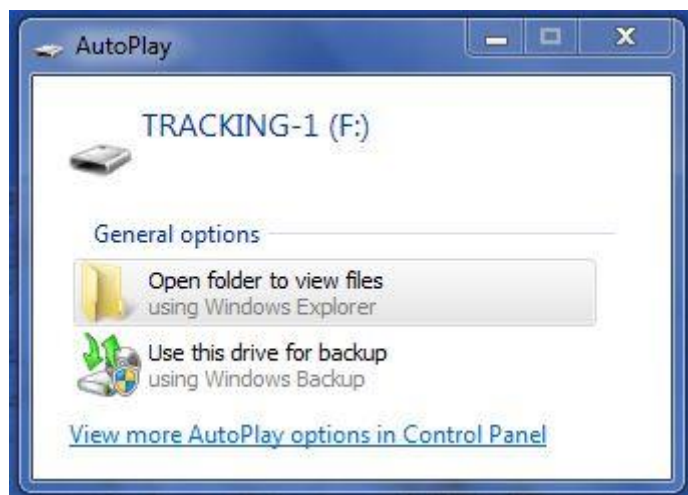 AutoPlay
TRACKING-1 (F:)
General options
Open folder to view files
using Windows Explorer
Use this drive for backup
using Windows Backup
View more AutoPlay options in Control Panel